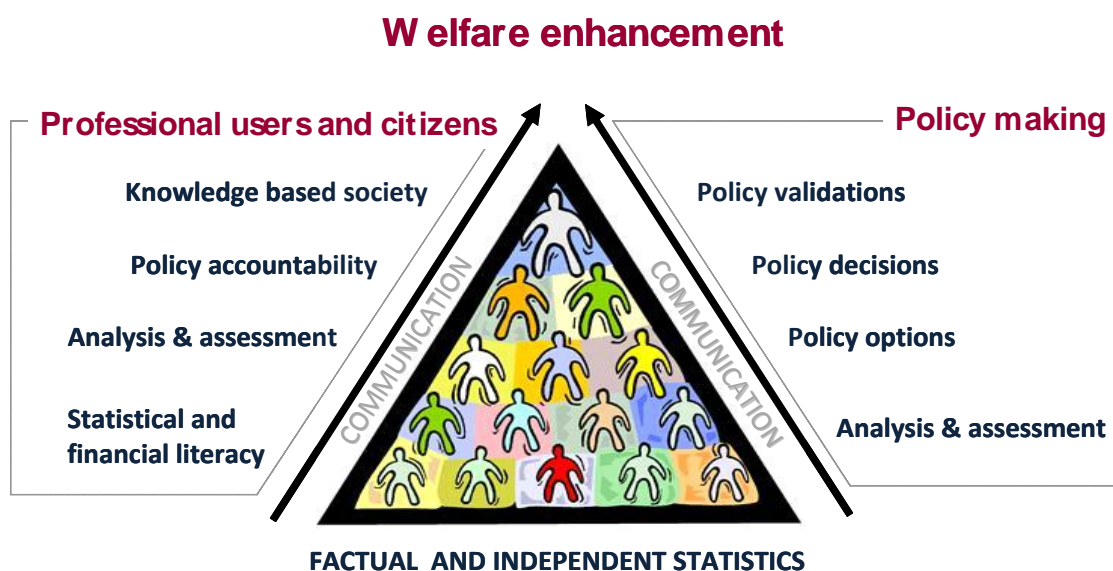 Welfare enhancement
Professional users and citizens
Knowledge based society
Policy accountability
Analysis & assessment
Statistical and
financial literacy
COMMUNICATION
COMMUNICATION
Policy making
Policy validations
Policy decisions
Policy options
Analysis & assessment
FACTUAL AND INDEPENDENT STATISTICS